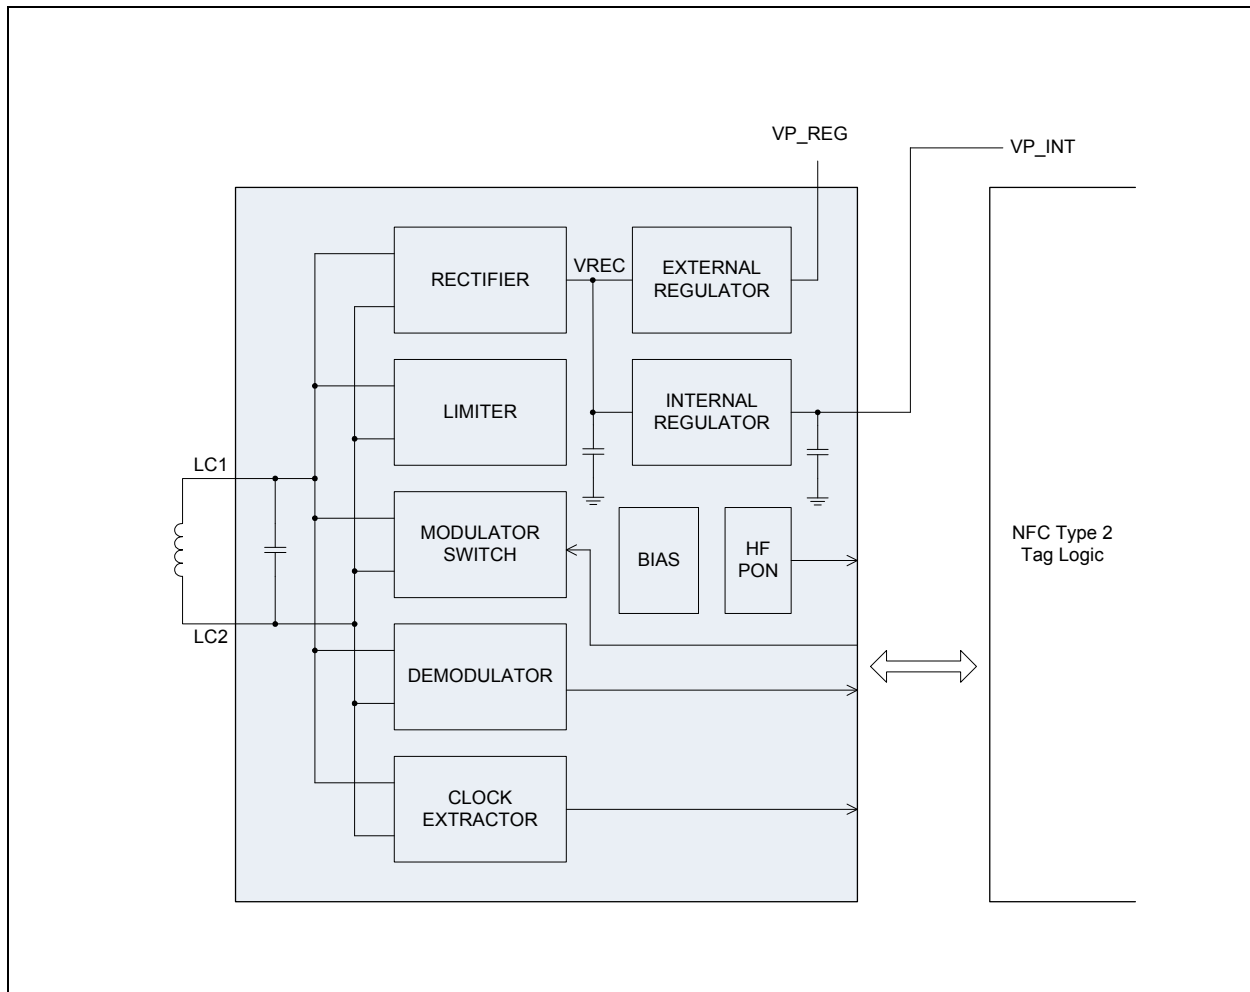 VP_REG
VP_INT
RECTIFIER
VREC
EXTERNAL
REGULATOR
LIMITER
INTERNAL
REGULATOR
LC1
MODULATOR
SWITCH
BIAS
HF
PON
NFC Type 2
Tag Logic
LC2
DEMODULATOR
CLOCK
EXTRACTOR